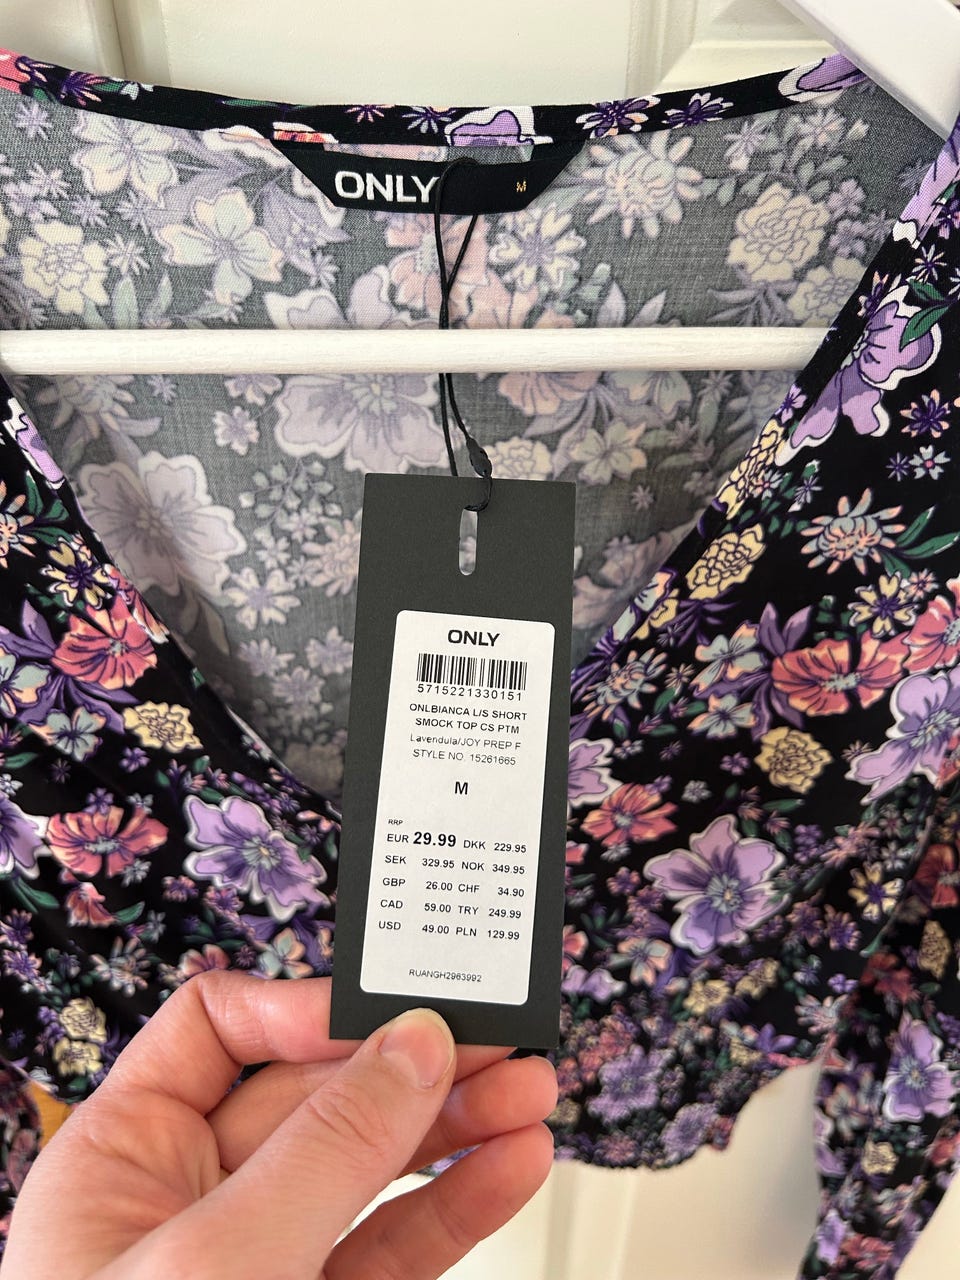 ONLY M
ONLY
5715221330151
ONLBIANCA L/S SHORT
SMOCK TOP CS PTM
Lavendula/JOY PREP F
STYLE NO. 15261665
M
RRP
EUR 29.99 DKK 229.95
SEK 329.95 NOK 349.95
GBP 26.00 CHF 34.90
CAD 59.00 TRY 249.99
USD 49.00 PLN 129.99
RUANGH2963992